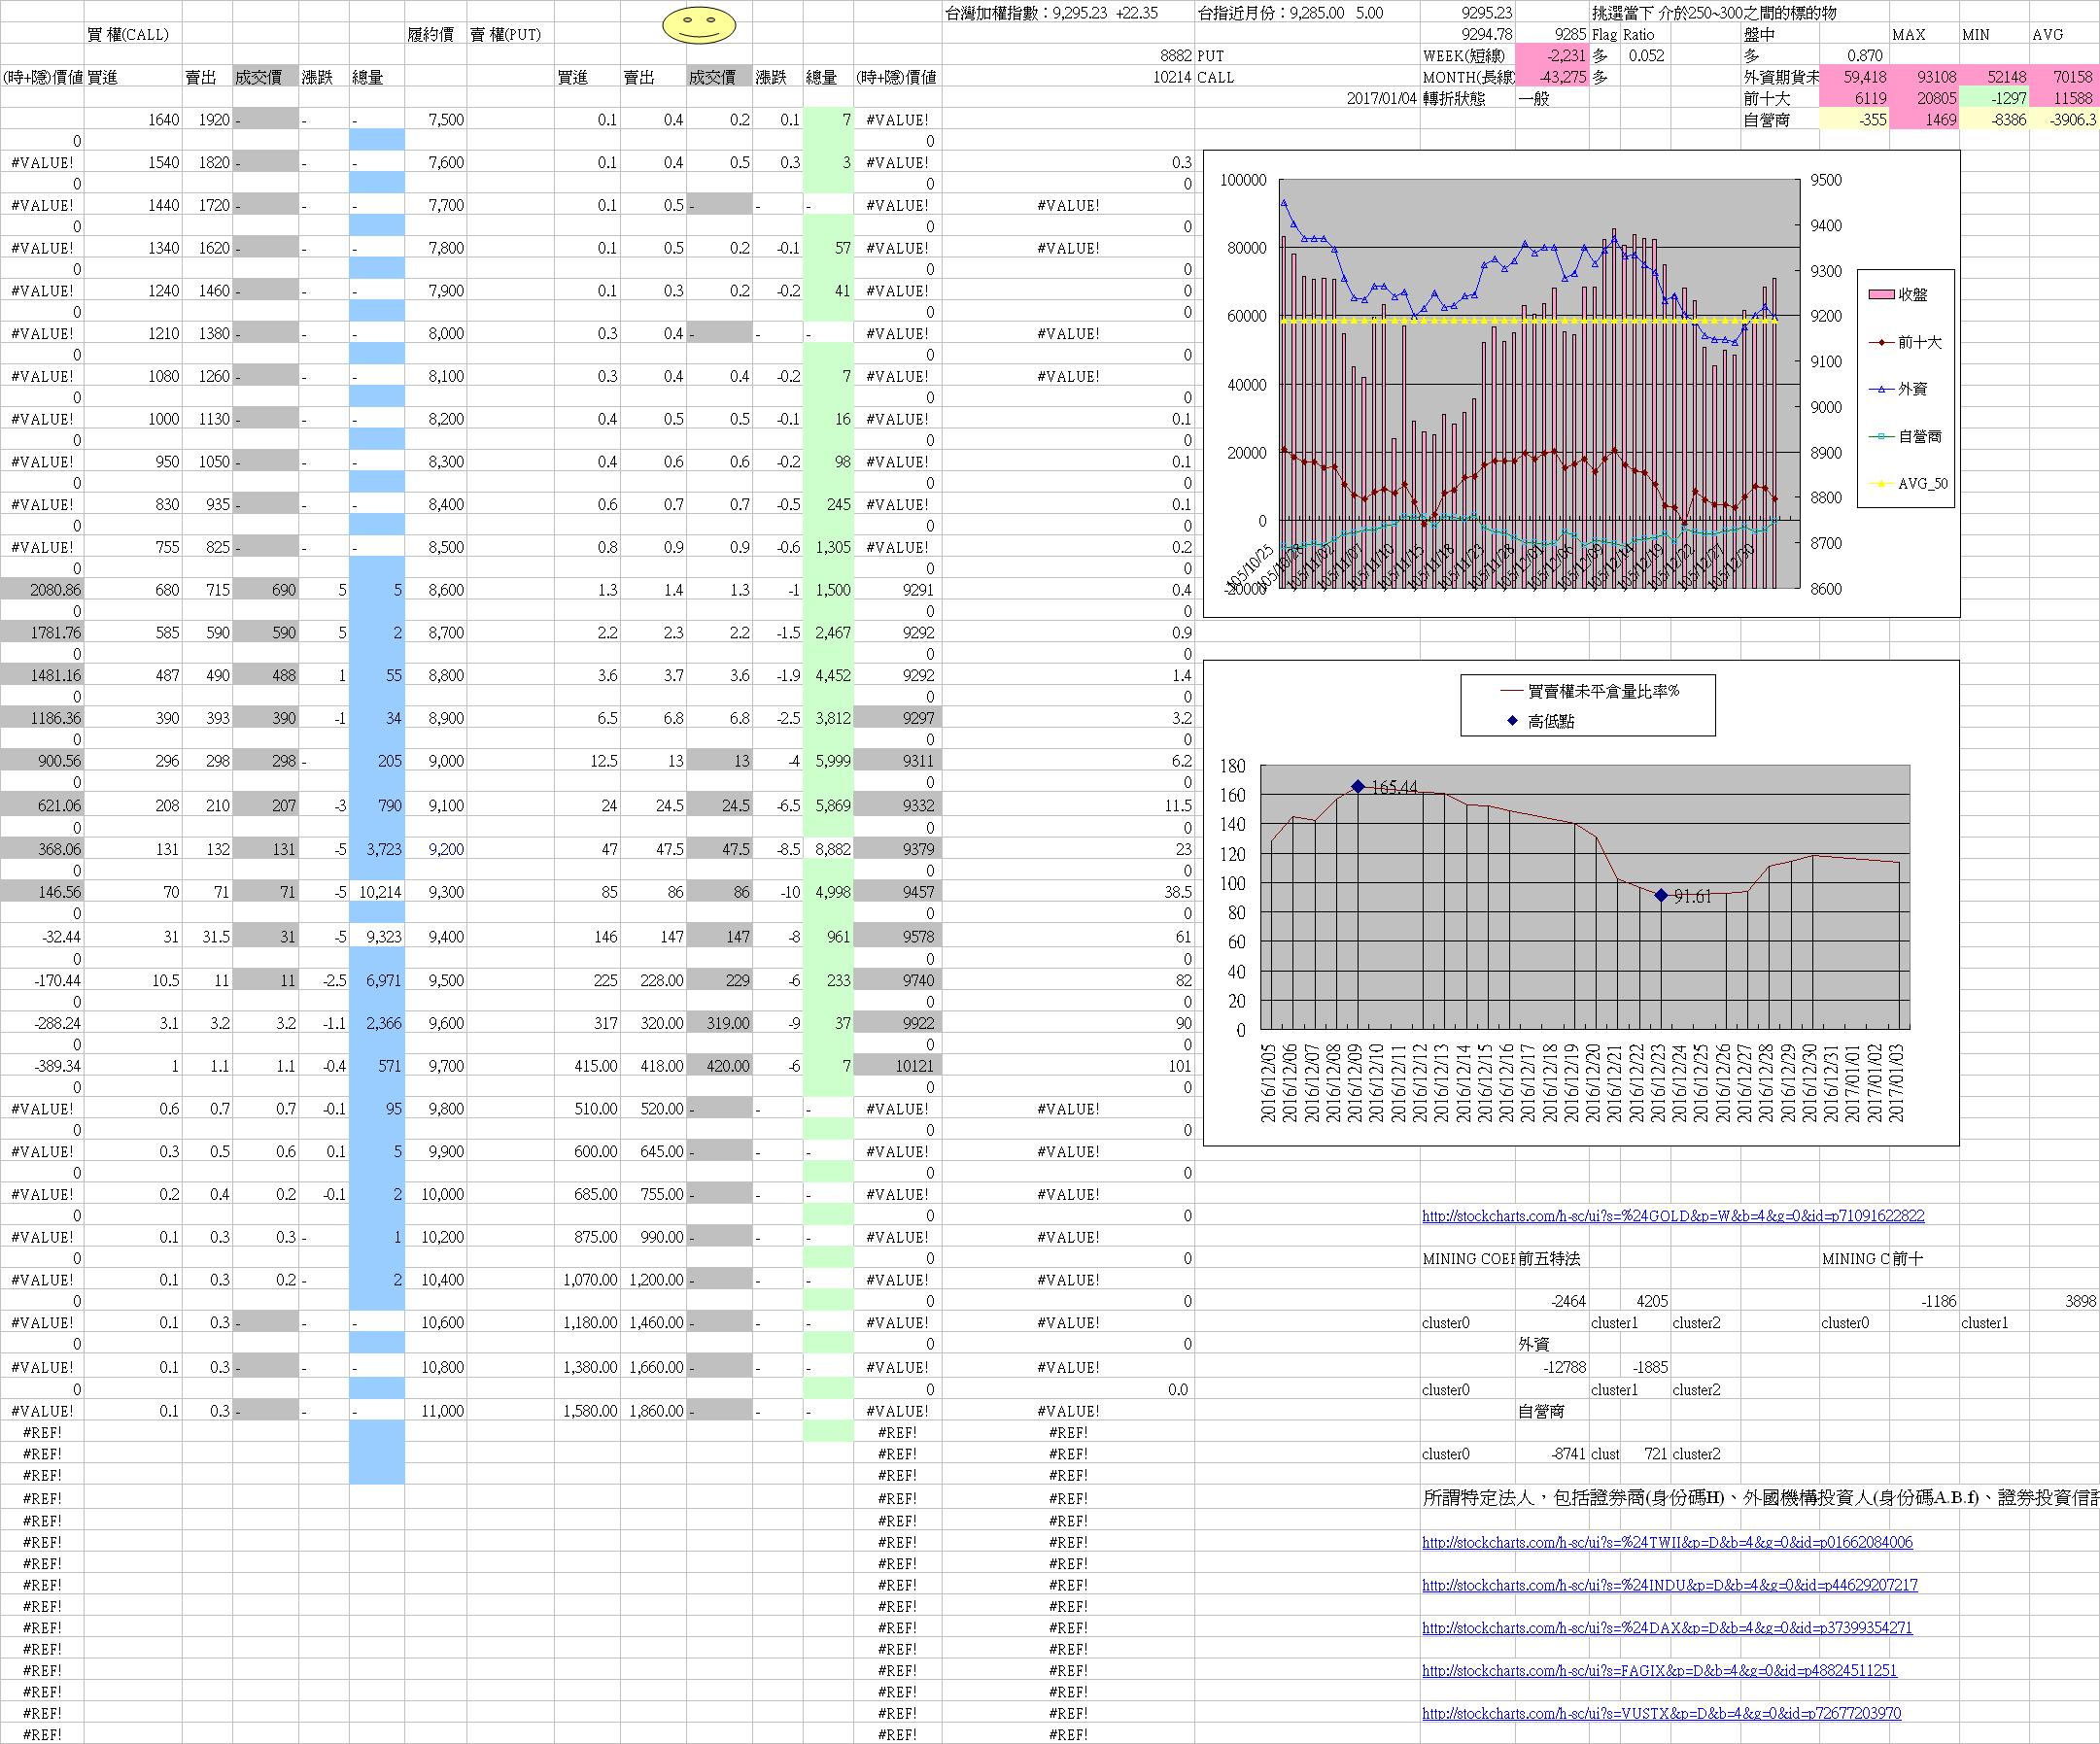 台灣加權指數：9,295.23 +22.35 台指近月份：9,285.00 5.00 9295.23 挑選當下 介於250~300之間的標的物
買 權(CALL) 履約價 賣 權(PUT) 9294.78 9285 Flag Ratio 盤中 MAX MIN AVG
8882 PUT WEEK(短線) -2,231 多 0.052 多 0.870
(時+隱)價值 買進 賣出 成交價 漲跌 總量 買進 賣出 成交價 漲跌 總量 (時+隱)價值 10214 CALL MONTH(長線 -43,275 多 外資期貨未 59,418 93108 52148 70158
2017/01/04 轉折狀態 一般 前十大 6119 20805 -1297 11588
1640 1920 - - - 7,500 0.1 0.4 0.2 0.1 7 #VALUE! 自營商 -355 1469 -8386 -3906.3
0 0
#VALUE! 1540 1820 - - - 7,600 0.1 0.4 0.5 0.3 3 #VALUE! 0.3
0 0 0
#VALUE! 1440 1720 - - - 7,700 0.1 0.5 - - - #VALUE! #VALUE!
0 0 0
#VALUE! 1340 1620 - - - 7,800 0.1 0.5 0.2 -0.1 57 #VALUE! #VALUE!
0 0 0
#VALUE! 1240 1460 - - - 7,900 0.1 0.3 0.2 -0.2 41 #VALUE! 0
0 0 0
#VALUE! 1210 1380 - - - 8,000 0.3 0.4 - - - #VALUE! #VALUE!
0 0 0
#VALUE! 1080 1260 - - - 8,100 0.3 0.4 0.4 -0.2 7 #VALUE! #VALUE!
0 0 0
#VALUE! 1000 1130 - - - 8,200 0.4 0.5 0.5 -0.1 16 #VALUE! 0.1
0 0 0
#VALUE! 950 1050 - - - 8,300 0.4 0.6 0.6 -0.2 98 #VALUE! 0.1
0 0 0
#VALUE! 830 935 - - - 8,400 0.6 0.7 0.7 -0.5 245 #VALUE! 0.1
0 0 0
#VALUE! 755 825 - - - 8,500 0.8 0.9 0.9 -0.6 1,305 #VALUE! 0.2
0 0 0
2080.86 680 715 690 5 5 8,600 1.3 1.4 1.3 -1 1,500 9291 0.4
0 0 0
1781.76 585 590 590 5 2 8,700 2.2 2.3 2.2 -1.5 2,467 9292 0.9
0 0 0
1481.16 487 490 488 1 55 8,800 3.6 3.7 3.6 -1.9 4,452 9292 1.4
0 0 0
1186.36 390 393 390 -1 34 8,900 6.5 6.8 6.8 -2.5 3,812 9297 3.2
0 0 0
900.56 296 298 298 - 205 9,000 12.5 13 13 -4 5,999 9311 6.2
0 0 0
621.06 208 210 207 -3 790 9,100 24 24.5 24.5 -6.5 5,869 9332 11.5
0 0 0
368.06 131 132 131 -5 3,723 9,200 47 47.5 47.5 -8.5 8,882 9379 23
0 0 0
146.56 70 71 71 -5 10,214 9,300 85 86 86 -10 4,998 9457 38.5
0 0 0
-32.44 31 31.5 31 -5 9,323 9,400 146 147 147 -8 961 9578 61
0 0 0
-170.44 10.5 11 11 -2.5 6,971 9,500 225 228.00 229 -6 233 9740 82
0 0 0
-288.24 3.1 3.2 3.2 -1.1 2,366 9,600 317 320.00 319.00 -9 37 9922 90
0 0 0
-389.34 1 1.1 1.1 -0.4 571 9,700 415.00 418.00 420.00 -6 7 10121 101
0 0 0
#VALUE! 0.6 0.7 0.7 -0.1 95 9,800 510.00 520.00 - - - #VALUE! #VALUE!
0 0 0
#VALUE! 0.3 0.5 0.6 0.1 5 9,900 600.00 645.00 - - - #VALUE! #VALUE!
0 0 0
#VALUE! 0.2 0.4 0.2 -0.1 2 10,000 685.00 755.00 - - - #VALUE! #VALUE!
0 0 0 http://stockcharts.com/h-sc/ui?s=%24GOLD&p=W&b=4&g=0&id=p71091622822
#VALUE! 0.1 0.3 0.3 - 1 10,200 875.00 990.00 - - - #VALUE! #VALUE!
0 0 0 MINING COEF 前五特法 MINING C 前十
#VALUE! 0.1 0.3 0.2 - 2 10,400 1,070.00 1,200.00 - - - #VALUE! #VALUE!
0 0 0 -2464 4205 -1186 3898
#VALUE! 0.1 0.3 - - - 10,600 1,180.00 1,460.00 - - - #VALUE! #VALUE! cluster0 cluster1 cluster2 cluster0 cluster1
0 0 0 外資
#VALUE! 0.1 0.3 - - - 10,800 1,380.00 1,660.00 - - - #VALUE! #VALUE! -12788 -1885
0 0 0.0 cluster0 cluster1 cluster2
#VALUE! 0.1 0.3 - - - 11,000 1,580.00 1,860.00 - - - #VALUE! #VALUE! 自營商
#REF! #REF! #REF!
#REF! #REF! #REF! cluster0 -8741 clust 721 cluster2
#REF! #REF! #REF!
#REF! #REF! #REF! 所謂特定法人，包括證券商(身份碼H)、外國機構投資人(身份碼A.B.f)、證券投資信託
#REF! #REF! #REF!
#REF! #REF! #REF! http://stockcharts.com/h-sc/ui?s=%24TWII&p=D&b=4&g=0&id=p01662084006
#REF! #REF! #REF!
#REF! #REF! #REF! http://stockcharts.com/h-sc/ui?s=%24INDU&p=D&b=4&g=0&id=p44629207217
#REF! #REF! #REF!
#REF! #REF! #REF! http://stockcharts.com/h-sc/ui?s=%24DAX&p=D&b=4&g=0&id=p37399354271
#REF! #REF! #REF!
#REF! #REF! #REF! http://stockcharts.com/h-sc/ui?s=FAGIX&p=D&b=4&g=0&id=p48824511251
#REF! #REF! #REF!
#REF! #REF! #REF! http://stockcharts.com/h-sc/ui?s=VUSTX&p=D&b=4&g=0&id=p72677203970
#REF! #REF! #REF!
100000 9500
80000 9400
60000 9300
40000 9200
20000 9100
0 9000
-20000 8900
8800
8700
8600
105/10/25 105/10/28 105/11/02 105/11/07 105/11/10 105/11/15 105/11/18 105/11/23 105/11/28 105/12/01 105/12/06 105/12/09 105/12/14 105/12/19 105/12/22 105/12/27 105/12/30
收盤
前十大
外資
自營商
AVG_50
買賣權未平倉量比率%
高低點
180
160 165.44
140
120
100
80 91.61
60
40
20
0
2016/12/05 2016/12/06 2016/12/07 2016/12/08 2016/12/09 2016/12/10 2016/12/11 2016/12/12 2016/12/13 2016/12/14 2016/12/15 2016/12/16 2016/12/17 2016/12/18 2016/12/19 2016/12/20 2016/12/21 2016/12/22 2016/12/23 2016/12/24 2016/12/25 2016/12/26 2016/12/27 2016/12/28 2016/12/29 2016/12/30 2016/12/31 2017/01/01 2017/01/02 2017/01/03